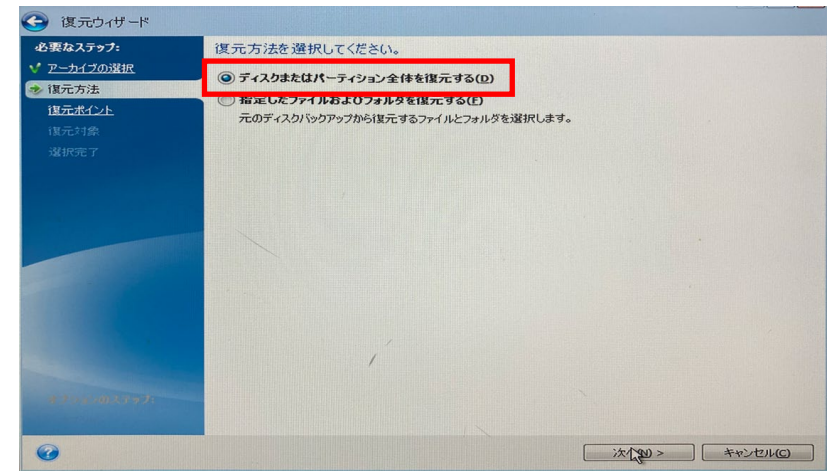 復元ウィザード
必要なステップ:
アーカイブの選択
復元方法
復元ポイント
復元対象
選択完了
復元方法を選択してください。
ディスクまたはパーティション全体を復元する(D)
指定したファイルおよびフォルダを復元する(F)
元のディスクバックアップから復元するファイルとフォルダを選択します。
次へ(N) >
キャンセル(C)